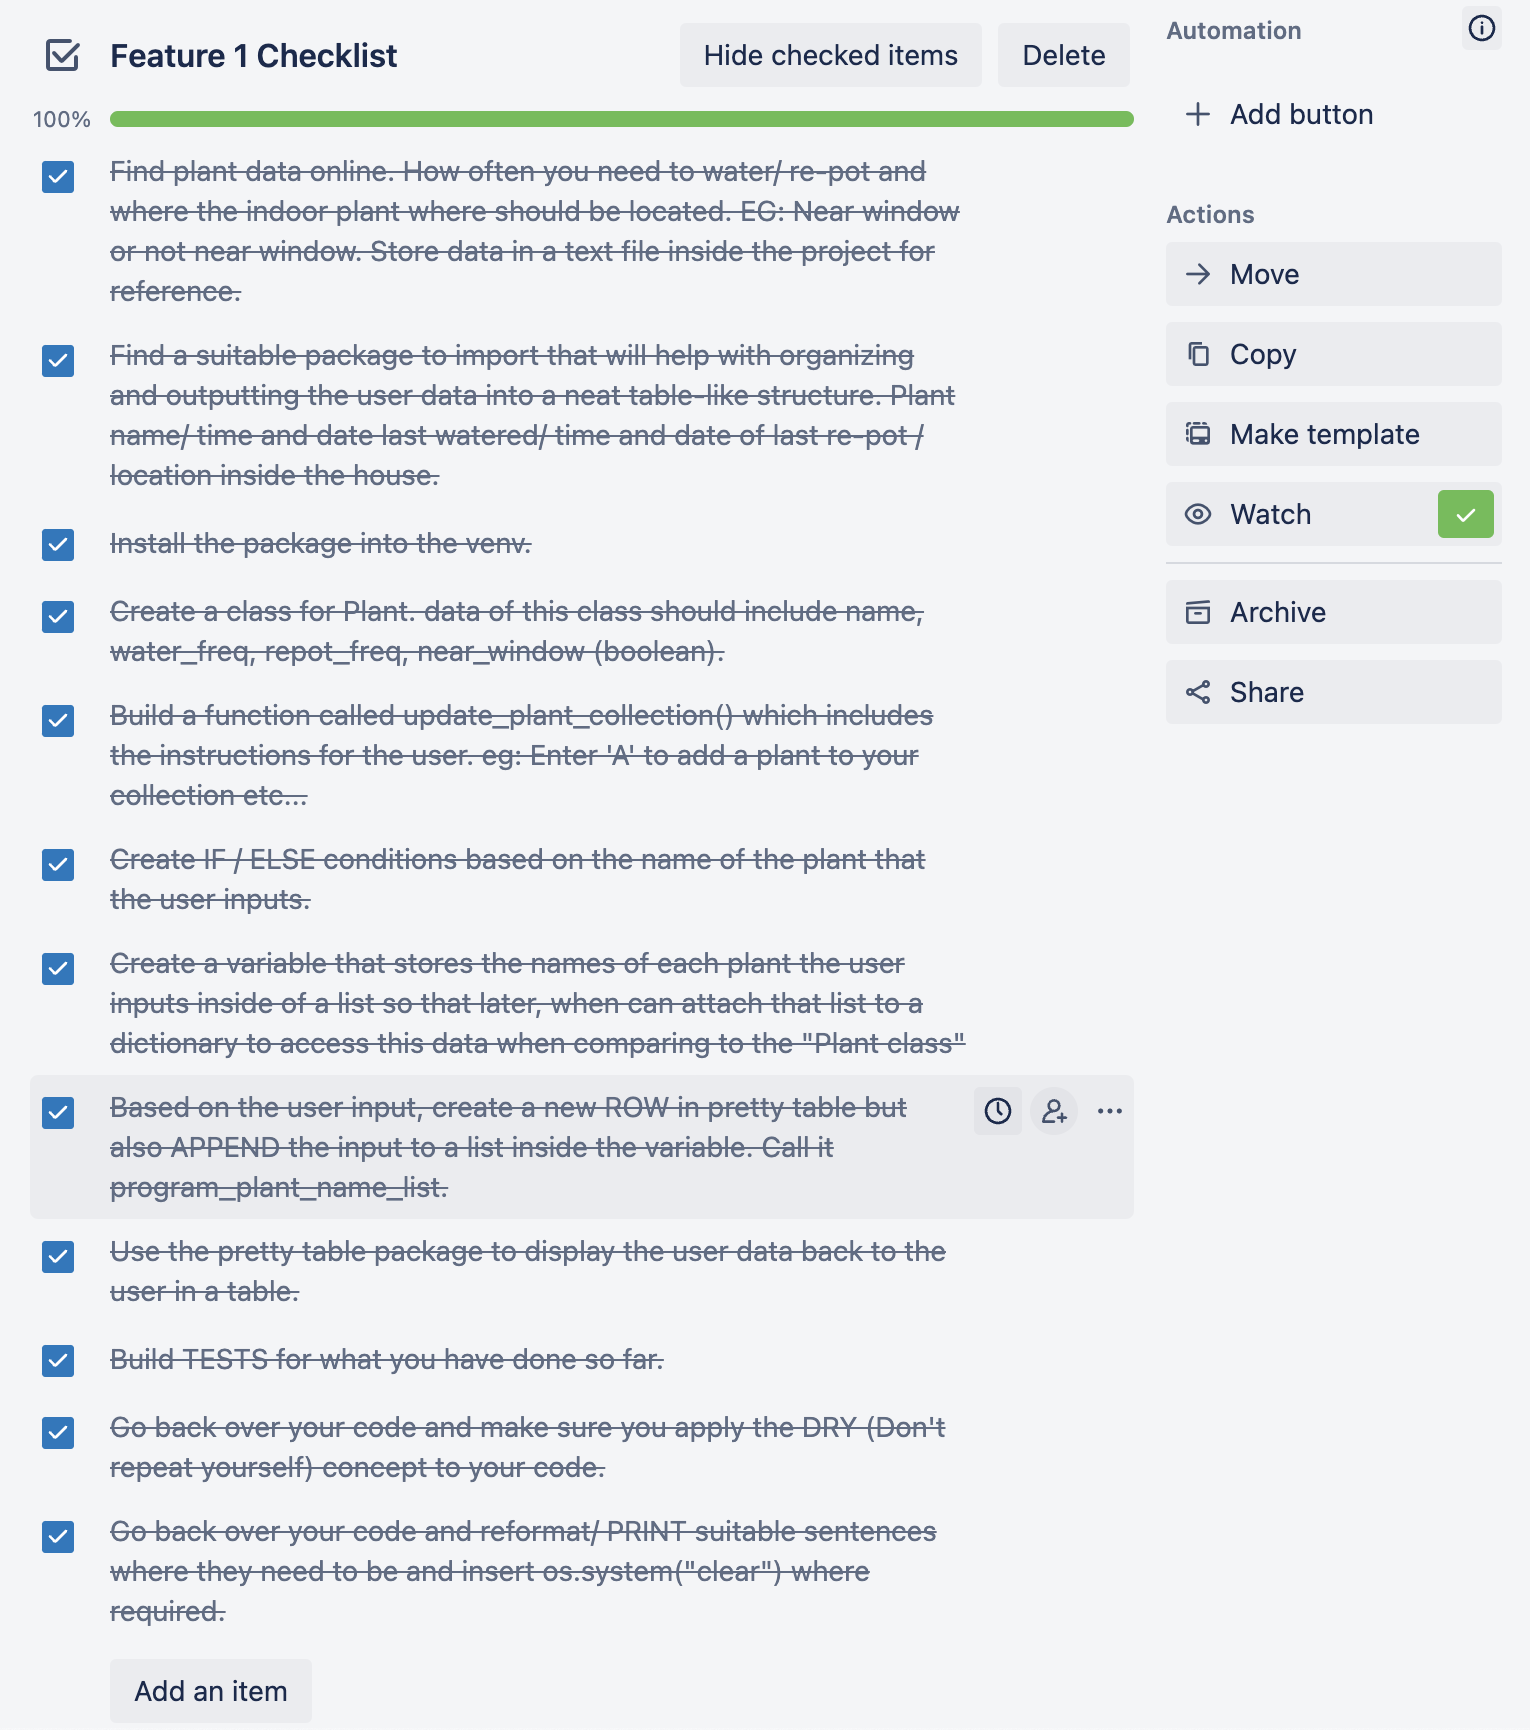 Feature 1 Checklist
Hide checked items
Delete
100%
Find plant data online. How often you need to water/ re-pot and
where the indoor plant where should be located. EG: Near window
or not near window. Store data in a text file inside the project for
reference.
Find a suitable package to import that will help with organizing
and outputting the user data into a neat table-like structure. Plant
name/ time and date last watered/ time and date of last re-pot /
location inside the house.
Install the package into the venv.
Create a class for Plant. data of this class should include name,
water_freq, repot_freq, near_window (boolean).
Build a function called update_plant_collection() which includes
the instructions for the user. eg: Enter 'A' to add a plant to your
collection etc...
Create IF / ELSE conditions based on the name of the plant that
the user inputs.
Create a variable that stores the names of each plant the user
inputs inside of a list so that later, when can attach that list to a
dictionary to access this data when comparing to the "Plant class"
Based on the user input, create a new ROW in pretty table but
also APPEND the input to a list inside the variable. Call it
program_plant_name_list.
Use the pretty table package to display the user data back to the
user in a table.
Build TESTS for what you have done so far.
Go back over your code and make sure you apply the DRY (Don't
repeat yourself) concept to your code.
Go back over your code and reformat/ PRINT suitable sentences
where they need to be and insert os.system("clear") where
required.
Add an item
Automation
Add button
Actions
Move
Copy
Make template
Watch
Archive
Share